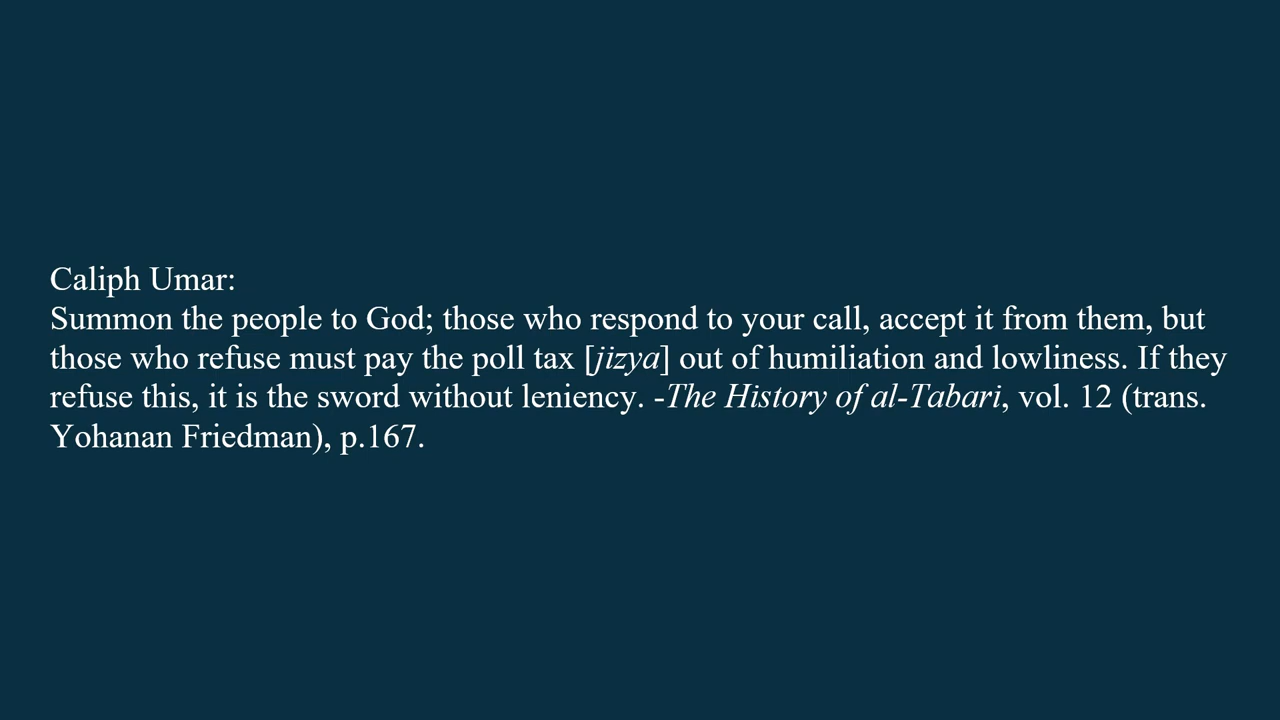 Caliph Umar:
Summon the people to God; those who respond to your call, accept it from them, but
those who refuse must pay the poll tax [jizya] out of humiliation and lowliness. If they
refuse this, it is the sword without leniency. -The History of al-Tabari, vol. 12 (trans.
Yohanan Friedman), p.167.